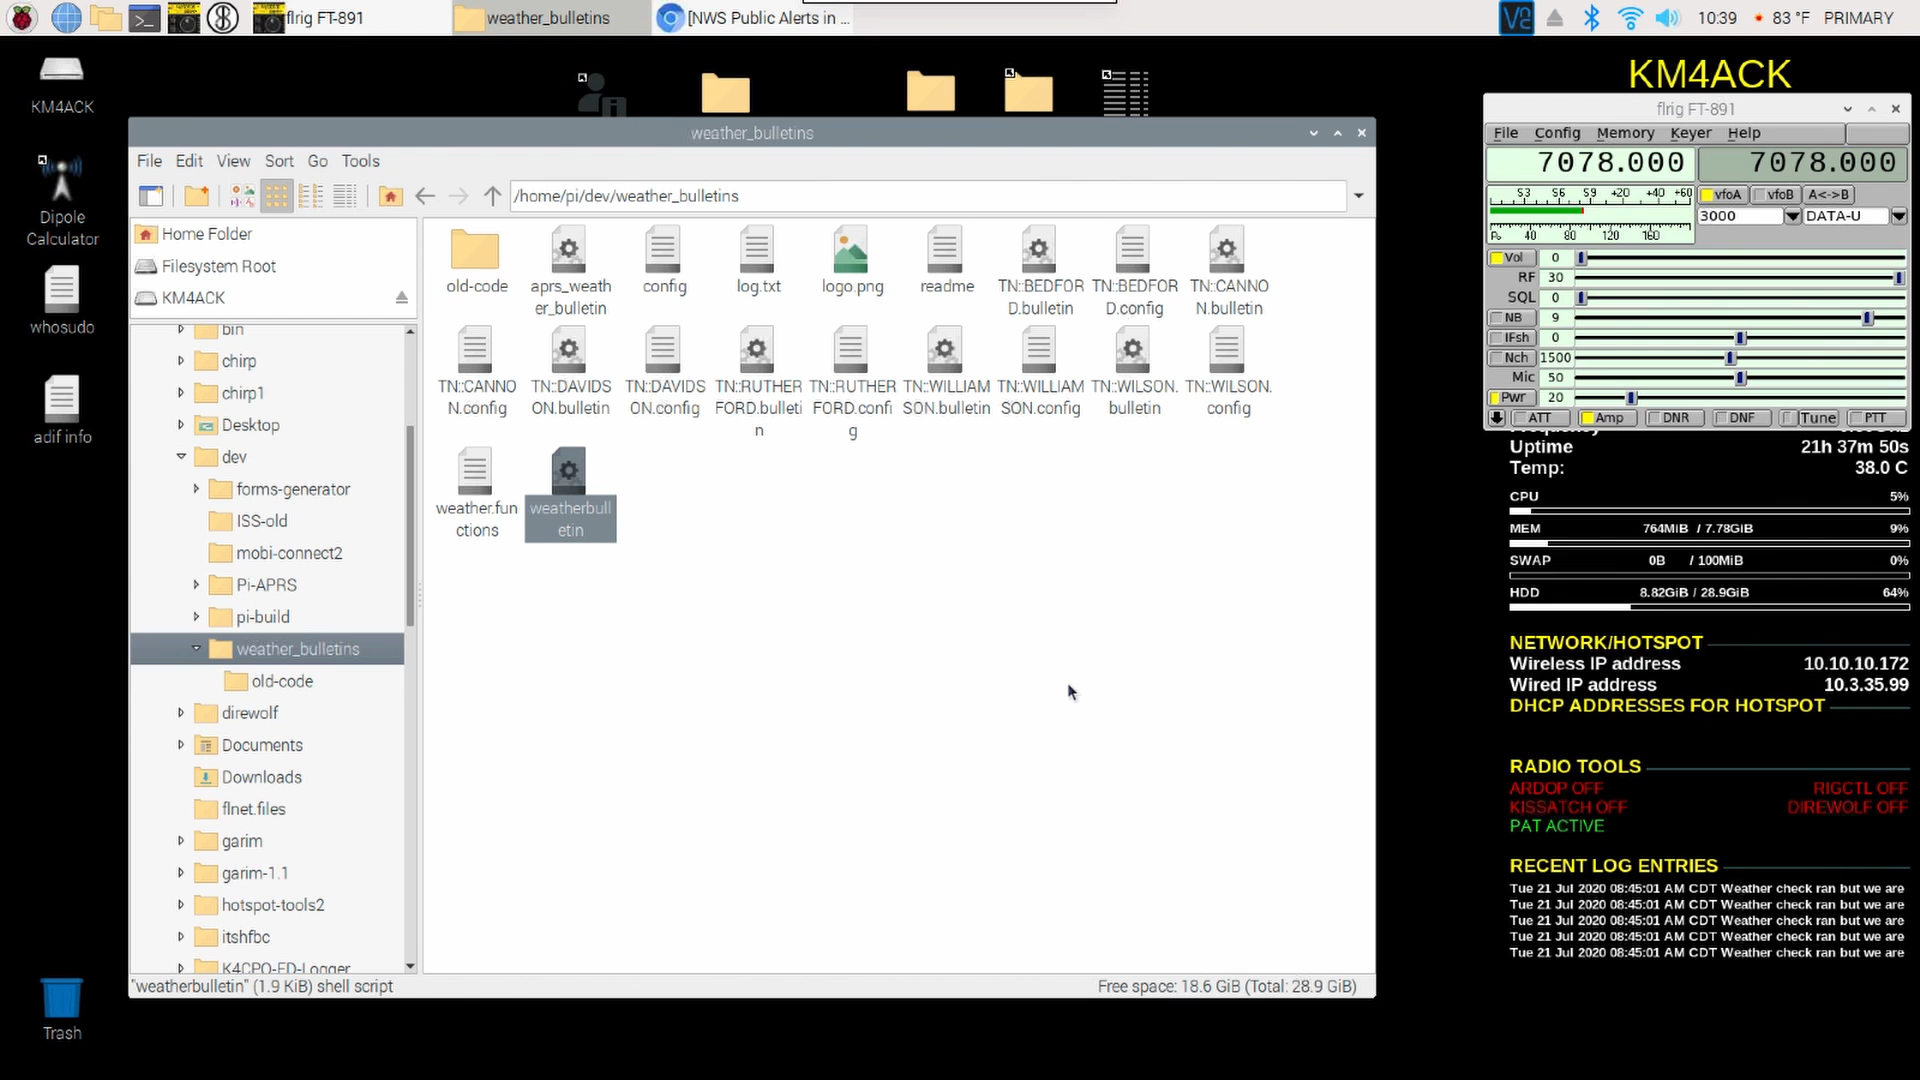 flrig FT-891
weather_bulletins
[NWS Public Alerts in ...
V2
10:39
83 °F
PRIMARY
KM4ACK
Dipole
Calculator
whosudo
adif info
Trash
weather_bulletins
File Edit View Sort Go Tools
/home/pi/dev/weather_bulletins
Home Folder
Filesystem Root
KM4ACK
bin
chirp
chirp1
Desktop
dev
forms-generator
ISS-old
mobi-connect2
Pi-APRS
pi-build
weather_bulletins
old-code
direwolf
Documents
Downloads
flnet.files
garim
garim-1.1
hotspot-tools2
itshfbc
K4CPO-FD-Logger
old-code
aprs_weath
er_bulletin
config
log.txt
logo.png
readme
TN::BEDFOR
D.bulletin
TN::BEDFOR
D.config
TN::CANNO
N.bulletin
TN::CANNO
N.config
TN::DAVIDS
ON.bulletin
TN::DAVIDS
ON.config
TN::RUTHER
FORD.bulleti
n
TN::RUTHER
FORD.confi
g
TN::WILLIAM
SON.bulletin
TN::WILLIAM
SON.config
TN::WILSON.
bulletin
TN::WILSON.
config
weather.fun
ctions
weatherbull
etin
"weatherbulletin" (1.9 KiB) shell script
Free space: 18.6 GiB (Total: 28.9 GiB)
KM4ACK
flrig FT-891
File Config Memory Keyer Help
7078.000 7078.000
S3 S6 S9 +20 +40 +60
Po 40 80 120 160
vfoA vfoB A<->B
3000 DATA-U
Vol 0
RF 30
SQL 0
NB 9
IFsh 0
Nch 1500
Mic 50
Pwr 20
ATT Amp DNR DNF Tune PTT
Uptime 21h 37m 50s
Temp: 38.0 C
CPU 5%
MEM 764MiB / 7.78GiB 9%
SWAP 0B / 100MiB 0%
HDD 8.82GiB / 28.9GiB 64%
NETWORK/HOTSPOT
Wireless IP address 10.10.10.172
Wired IP address 10.3.35.99
DHCP ADDRESSES FOR HOTSPOT
RADIO TOOLS
ARDOP OFF RIGCTL OFF
KISSATCH OFF DIREWOLF OFF
PAT ACTIVE
RECENT LOG ENTRIES
Tue 21 Jul 2020 08:45:01 AM CDT Weather check ran but we are
Tue 21 Jul 2020 08:45:01 AM CDT Weather check ran but we are
Tue 21 Jul 2020 08:45:01 AM CDT Weather check ran but we are
Tue 21 Jul 2020 08:45:01 AM CDT Weather check ran but we are
Tue 21 Jul 2020 08:45:01 AM CDT Weather check ran but we are